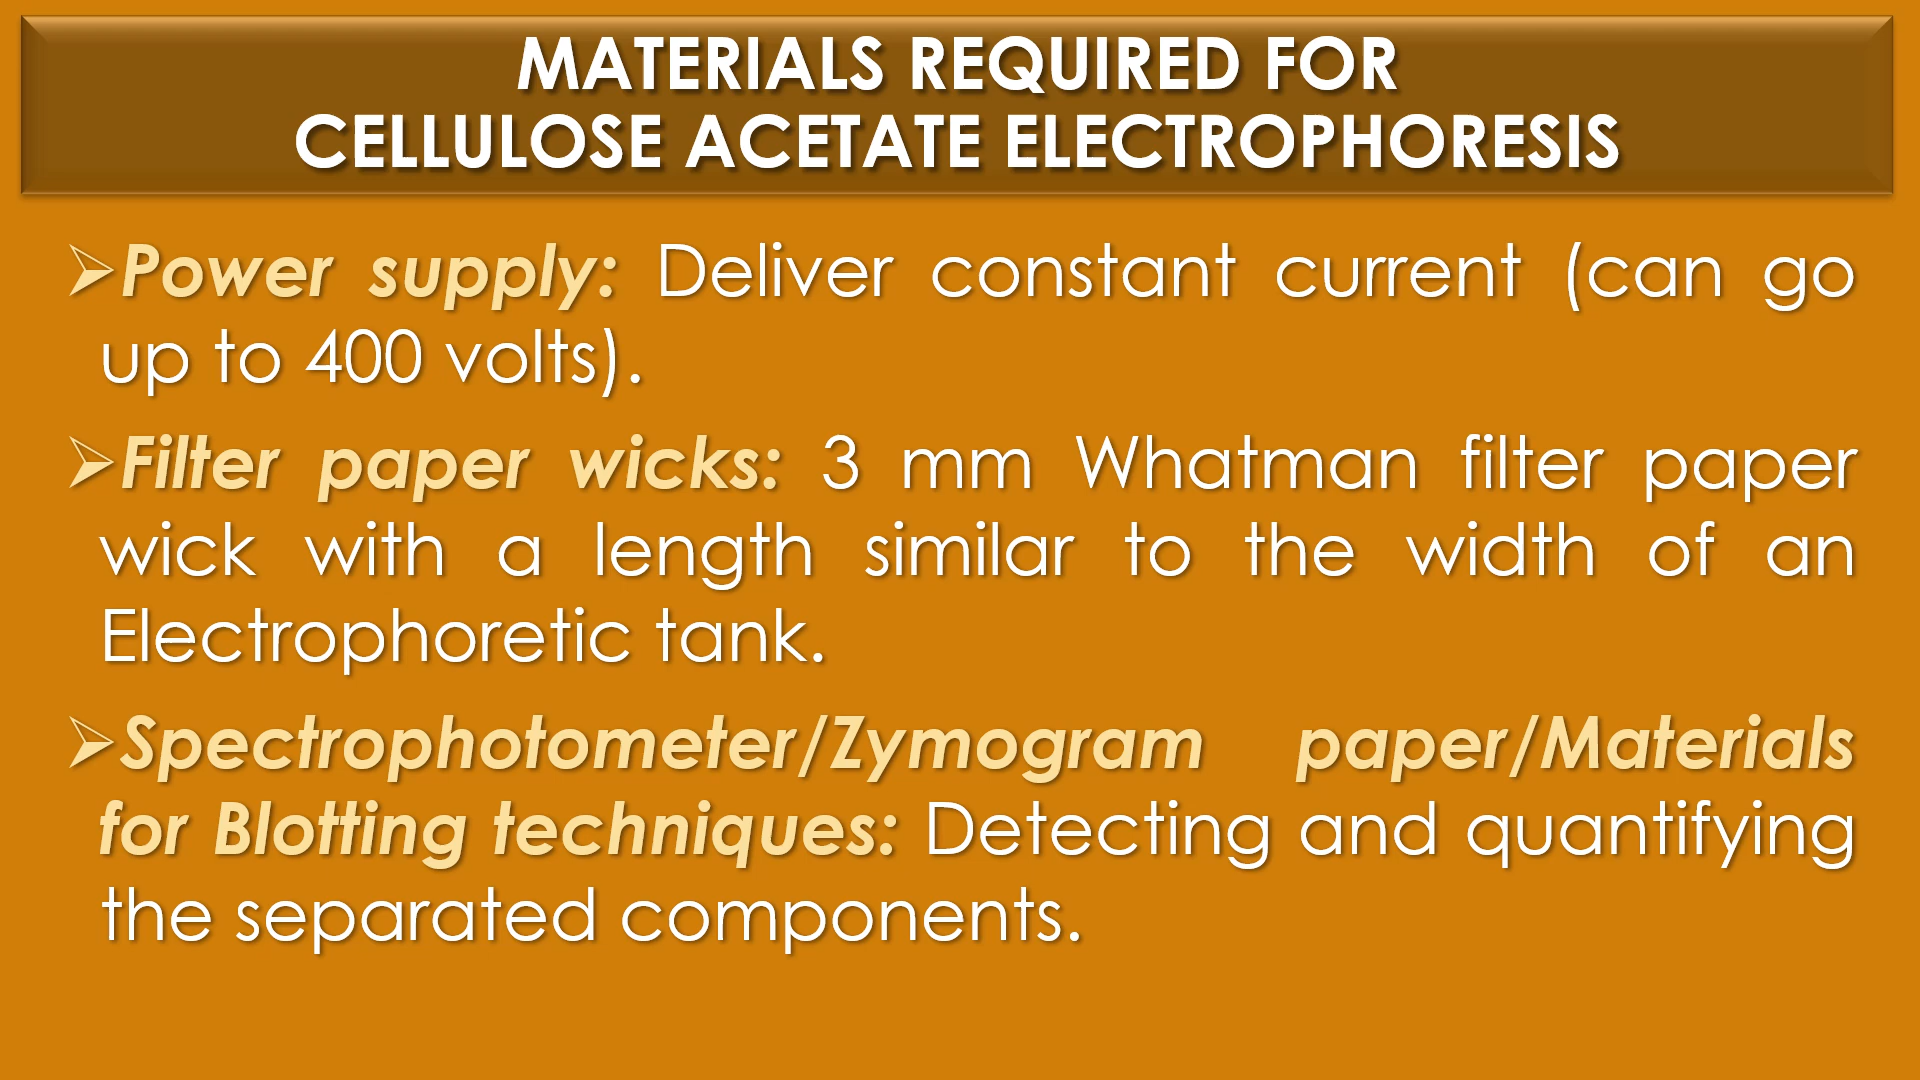 MATERIALS REQUIRED FOR
CELLULOSE ACETATE ELECTROPHORESIS
➢Power supply: Deliver constant current (can go
up to 400 volts).
➢Filter paper wicks: 3 mm Whatman filter paper
wick with a length similar to the width of an
Electrophoretic tank.
➢Spectrophotometer/Zymogram paper/Materials
for Blotting techniques: Detecting and quantifying
the separated components.